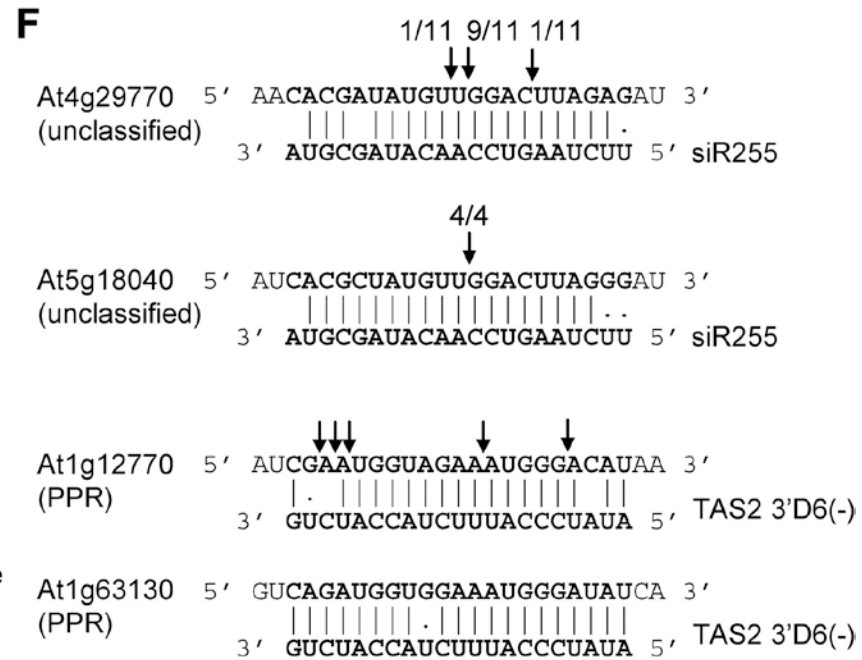 F
1/11 9/11 1/11
At4g29770 5′ AACACGAUAUGUUGGACUUAGAGAU 3′
(unclassified)
3′ AUGCGAUACAACCUGAAUCUU 5′ siR255
4/4
At5g18040 5′ AUCACGCUAUGUUGGACUUAGGGAU 3′
(unclassified)
3′ AUGCGAUACAACCUGAAUCUU 5′ siR255
At1g12770 5′ AUCGAAUGGUAGAAAUGGGACAUAA 3′
(PPR)
3′ GUCUACCAUCUUUACCCUAUA 5′ TAS2 3’D6(-)
e
At1g63130 5′ GUCAGAUGGUGGAAAUGGGAUAUCA 3′
(PPR)
3′ GUCUACCAUCUUUACCCUAUA 5′ TAS2 3’D6(-)